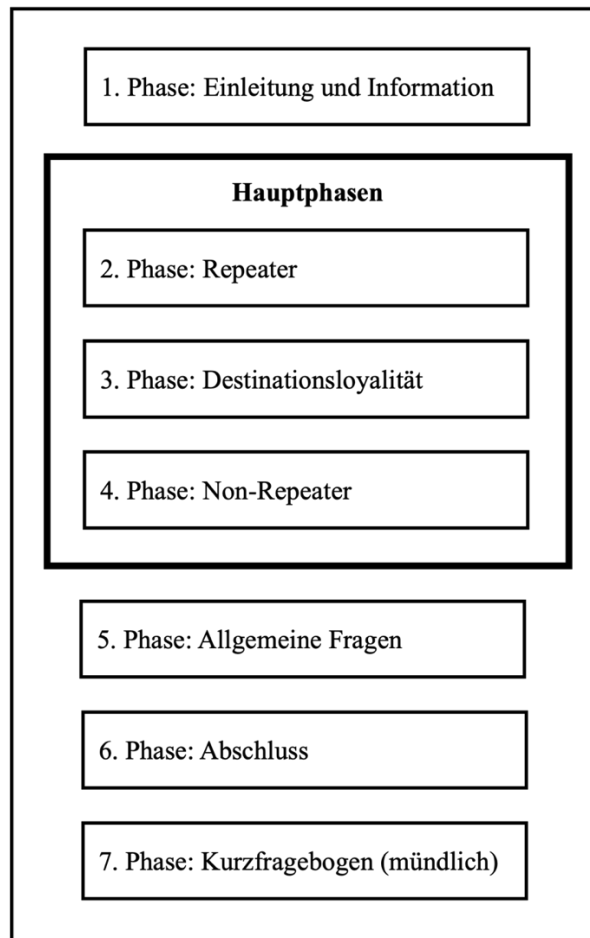 1. Phase: Einleitung und Information
Hauptphasen
2. Phase: Repeater
3. Phase: Destinationsloyalität
4. Phase: Non-Repeater
5. Phase: Allgemeine Fragen
6. Phase: Abschluss
7. Phase: Kurzfragebogen (mündlich)